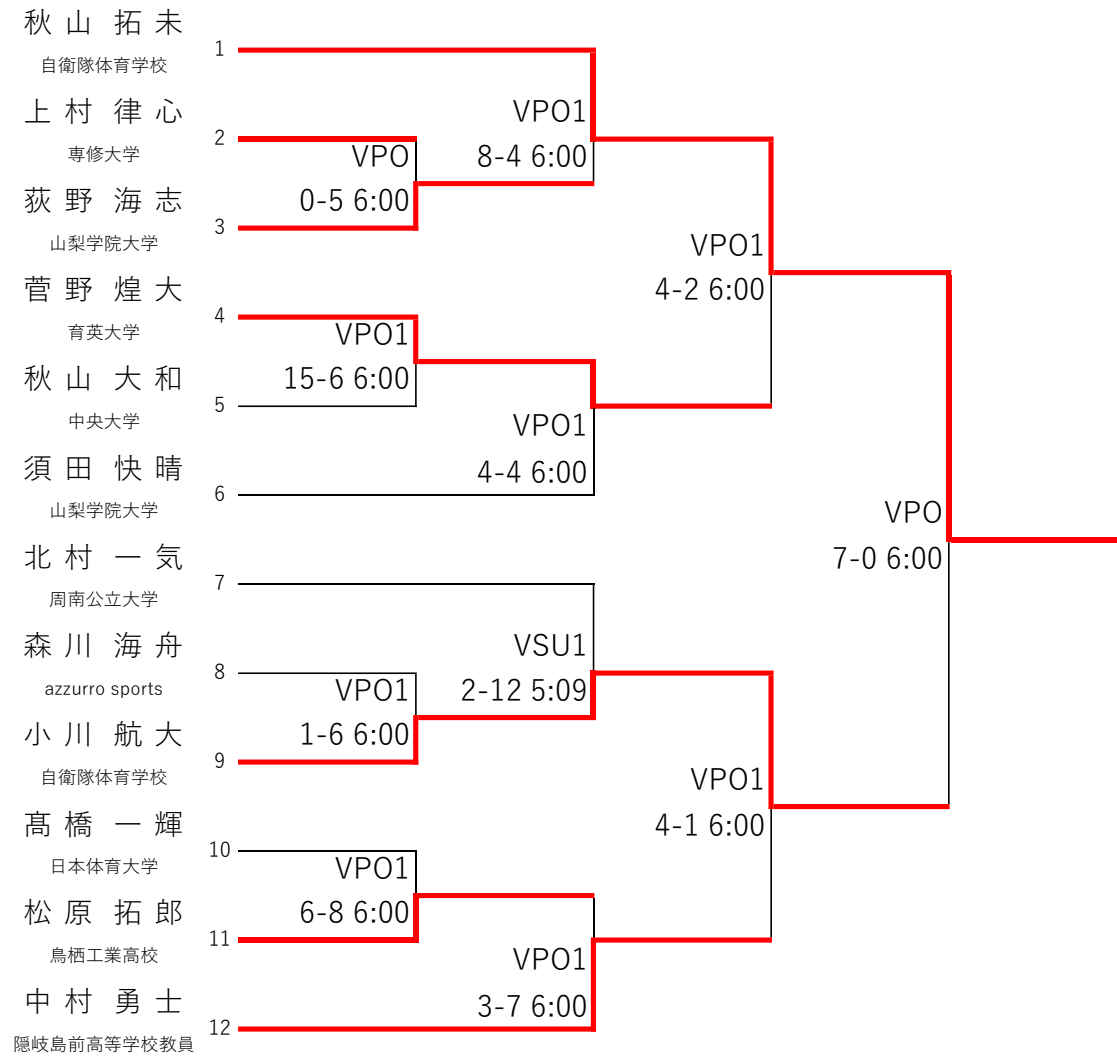 秋山 拓未
1
自衛隊体育学校
上村 律心
VPO1
2
専修大学
VPO
8-4 6:00
荻野 海志
0-5 6:00
3
山梨学院大学
VPO1
菅野 煌大
4-2 6:00
4
育英大学
VPO1
秋山 大和
15-6 6:00
5
中央大学
VPO1
須田 快晴
4-4 6:00
6
山梨学院大学
VPO
北村 一気
7-0 6:00
7
周南公立大学
森川 海舟
VSU1
8
azzurro sports
VPO1
2-12 5:09
小川 航大
1-6 6:00
9
自衛隊体育学校
VPO1
髙橋 一輝
4-1 6:00
10
日本体育大学
VPO1
松原 拓郎
6-8 6:00
11
鳥栖工業高校
VPO1
中村 勇士
3-7 6:00
12
隠岐島前高等学校教員